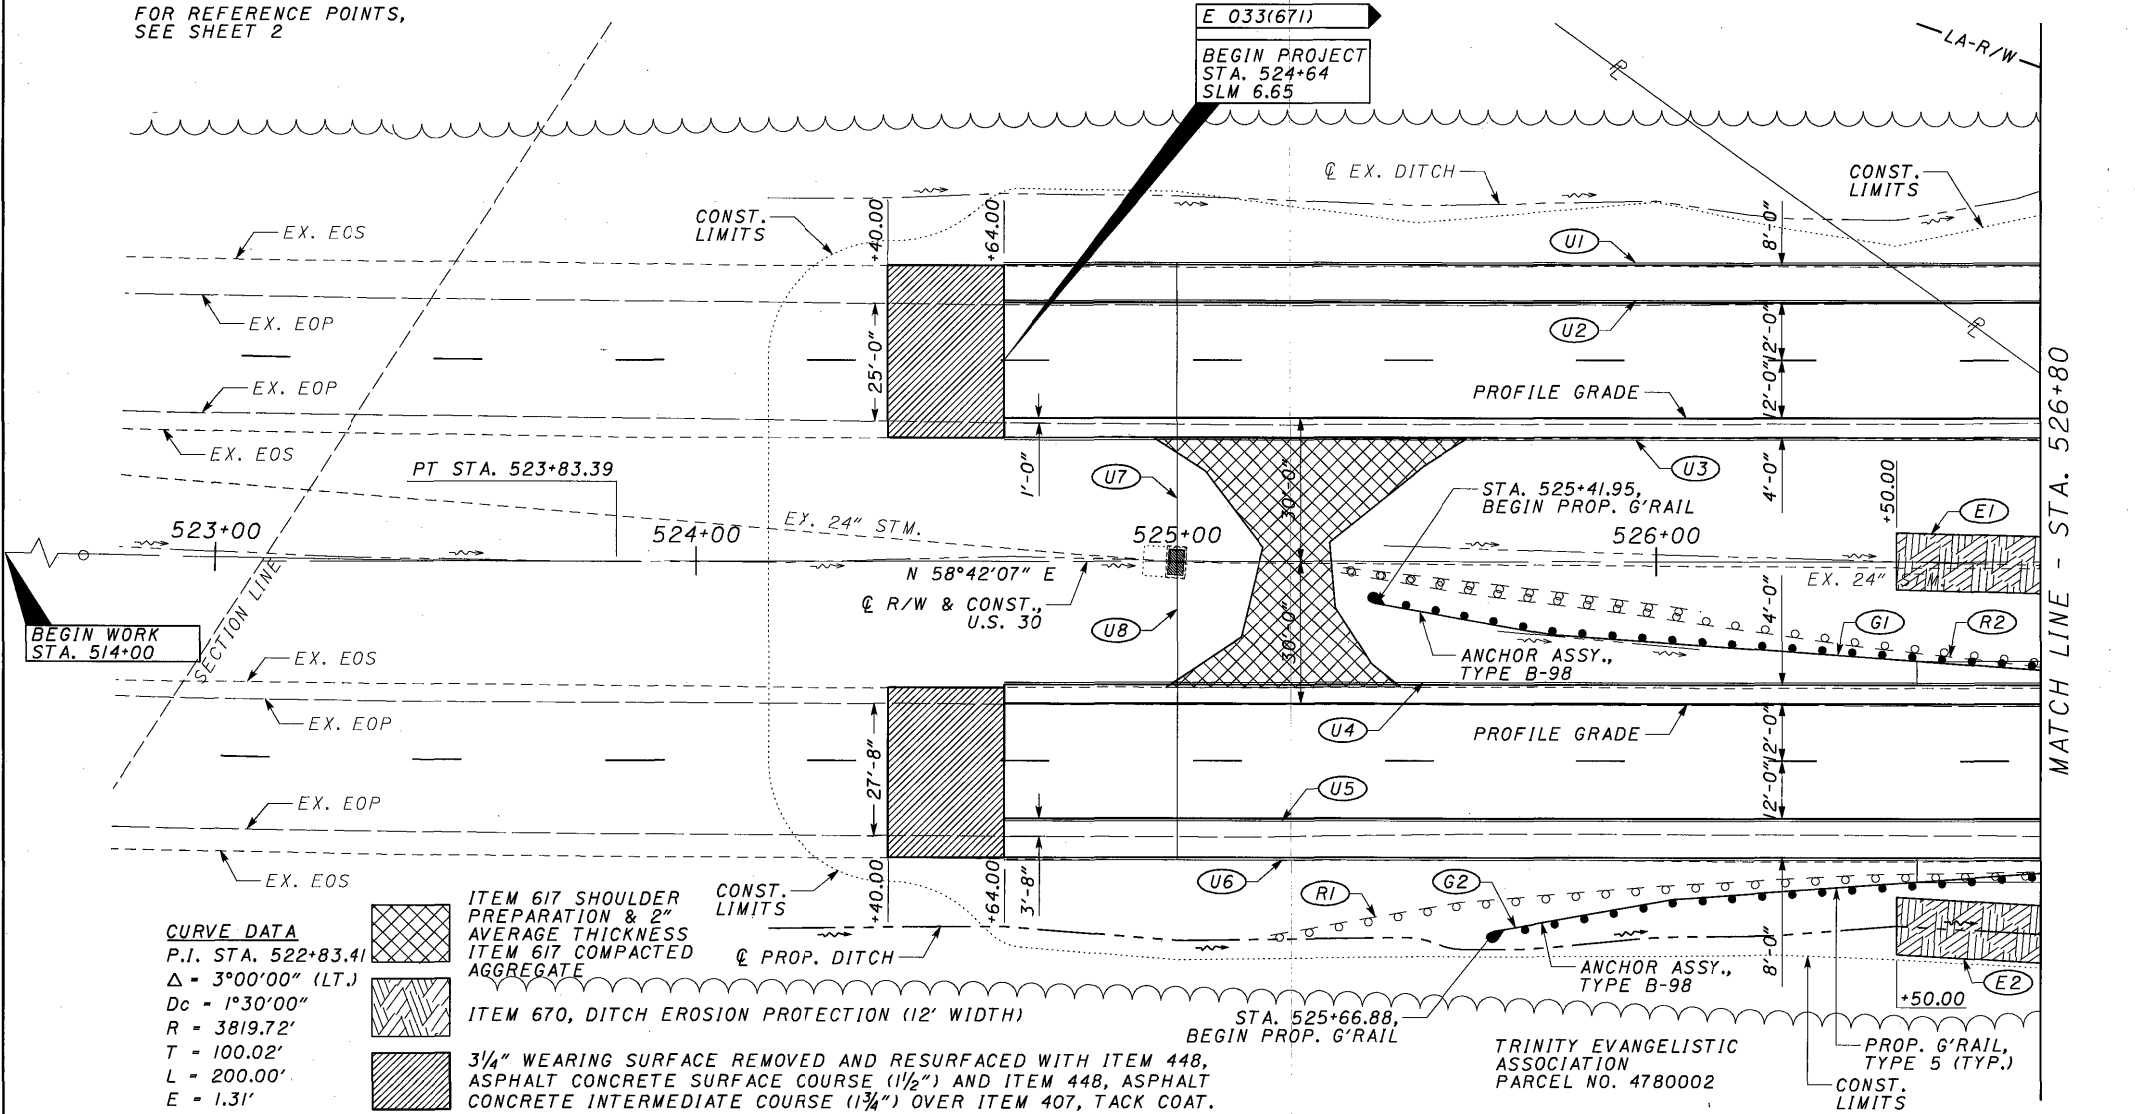 FOR REFERENCE POINTS,
SEE SHEET 2
E 033(671)
BEGIN PROJECT
STA. 524+64
SLM 6.65
LA-R/W
PL
℄ EX. DITCH
CONST.
LIMITS
CONST.
LIMITS
+40.00
+64.00
8'-0"
EX. EOS
U1
EX. EOP
U2
12'-0"
25'-0"
PL
EX. EOP
PROFILE GRADE
12'-0"
EX. EOS
1'-0"
U3
4'-0"
PT STA. 523+83.39
U7
30'-0"
STA. 525+41.95,
BEGIN PROP. G'RAIL
+50.00
E1
523+00
524+00
EX. 24" STM.
525+00
526+00
N 58°42'07" E
EX. 24" STM.
℄ R/W & CONST.,
U.S. 30
4'-0"
BEGIN WORK
STA. 514+00
SECTION LINE
U8
30'-0"
G1
R2
EX. EOS
ANCHOR ASSY.,
TYPE B-98
EX. EOP
U4
PROFILE GRADE
12'-0"
27'-8"
U5
12'-0"
EX. EOP
EX. EOS
U6
R1
G2
+40.00
+64.00
3'-8"
CONST.
LIMITS
℄ PROP. DITCH
8'-0"
ANCHOR ASSY.,
TYPE B-98
E2
+50.00
STA. 525+66.88,
BEGIN PROP. G'RAIL
TRINITY EVANGELISTIC
ASSOCIATION
PARCEL NO. 4780002
PROP. G'RAIL,
TYPE 5 (TYP.)
CONST.
LIMITS
MATCH LINE - STA. 526+80
CURVE DATA
P.I. STA. 522+83.41
Δ = 3°00'00" (LT.)
Dc = 1°30'00"
R = 3819.72'
T = 100.02'
L = 200.00'
E = 1.31'
ITEM 617 SHOULDER
PREPARATION & 2"
AVERAGE THICKNESS
ITEM 617 COMPACTED
AGGREGATE
ITEM 670, DITCH EROSION PROTECTION (12' WIDTH)
3¼" WEARING SURFACE REMOVED AND RESURFACED WITH ITEM 448,
ASPHALT CONCRETE SURFACE COURSE (1½") AND ITEM 448, ASPHALT
CONCRETE INTERMEDIATE COURSE (1¾") OVER ITEM 407, TACK COAT.